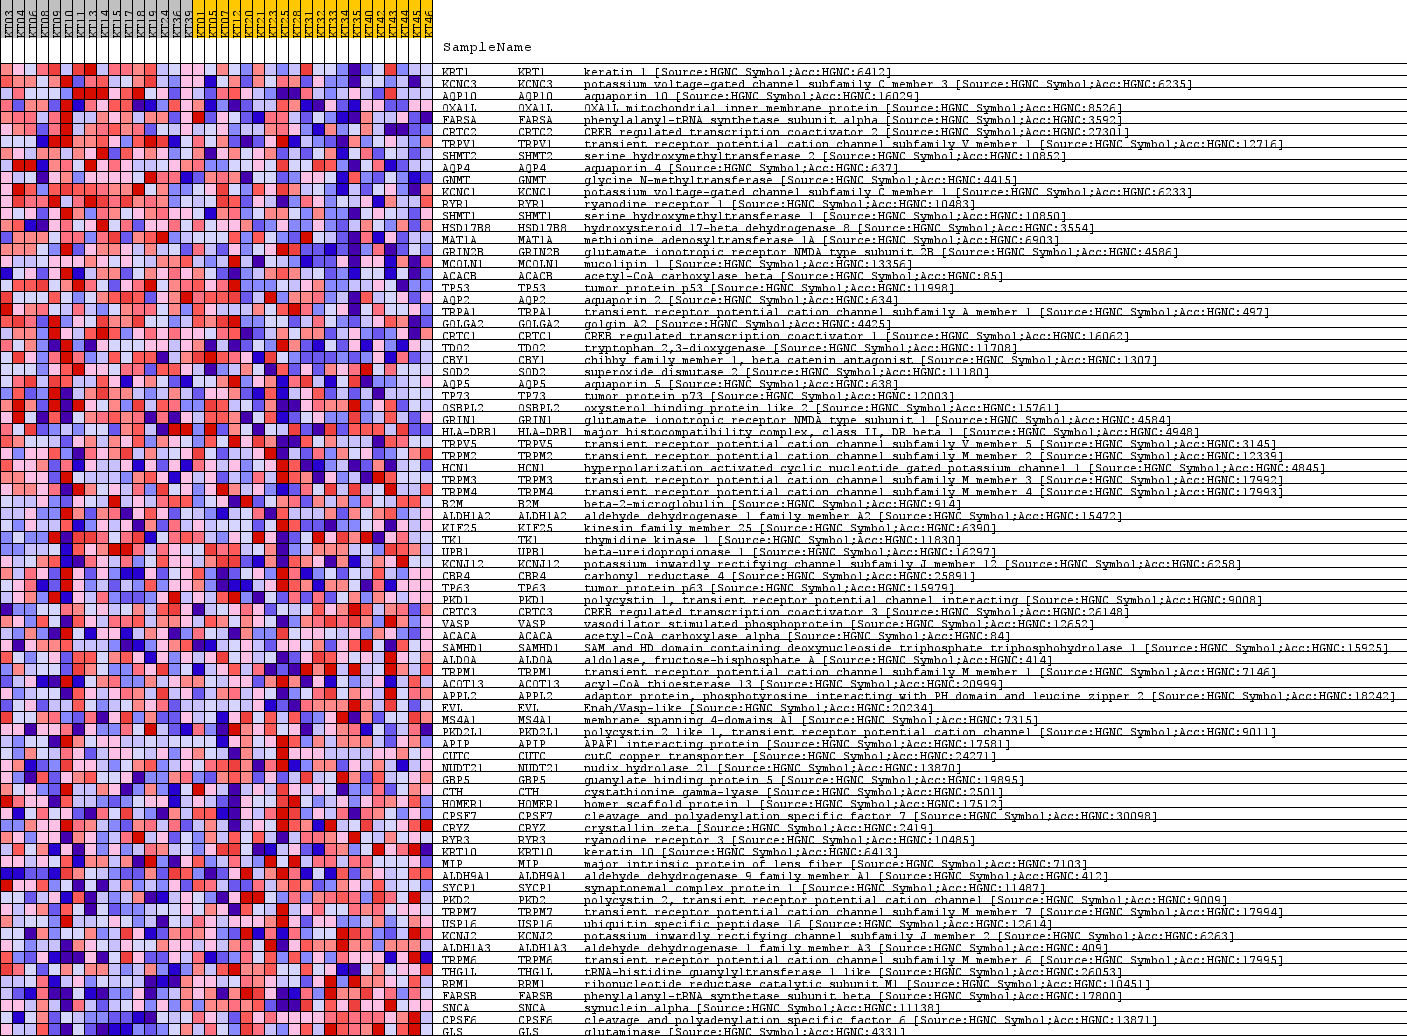 KT03 KT04 KT06 KT08 KT09 KT10 KT11 KT13 KT14 KT15 KT17 KT18 KT19 KT24 KT36 KT39 KT01 KT05 KT07 KT12 KT20 KT21 KT23 KT25 KT28 KT31 KT32 KT33 KT34 KT35 KT40 KT42 KT43 KT44 KT45 KT46
SampleName
KRT1 KRT1 keratin 1 [Source:HGNC Symbol;Acc:HGNC:6412]
KCNC3 KCNC3 potassium voltage-gated channel subfamily C member 3 [Source:HGNC Symbol;Acc:HGNC:6235]
AQP10 AQP10 aquaporin 10 [Source:HGNC Symbol;Acc:HGNC:16029]
OXA1L OXA1L OXA1L mitochondrial inner membrane protein [Source:HGNC Symbol;Acc:HGNC:8526]
FARSA FARSA phenylalanyl-tRNA synthetase subunit alpha [Source:HGNC Symbol;Acc:HGNC:3592]
CRTC2 CRTC2 CREB regulated transcription coactivator 2 [Source:HGNC Symbol;Acc:HGNC:27301]
TRPV1 TRPV1 transient receptor potential cation channel subfamily V member 1 [Source:HGNC Symbol;Acc:HGNC:12716]
SHMT2 SHMT2 serine hydroxymethyltransferase 2 [Source:HGNC Symbol;Acc:HGNC:10852]
AQP4 AQP4 aquaporin 4 [Source:HGNC Symbol;Acc:HGNC:637]
GNMT GNMT glycine N-methyltransferase [Source:HGNC Symbol;Acc:HGNC:4415]
KCNC1 KCNC1 potassium voltage-gated channel subfamily C member 1 [Source:HGNC Symbol;Acc:HGNC:6233]
RYR1 RYR1 ryanodine receptor 1 [Source:HGNC Symbol;Acc:HGNC:10483]
SHMT1 SHMT1 serine hydroxymethyltransferase 1 [Source:HGNC Symbol;Acc:HGNC:10850]
HSD17B8 HSD17B8 hydroxysteroid 17-beta dehydrogenase 8 [Source:HGNC Symbol;Acc:HGNC:3554]
MAT1A MAT1A methionine adenosyltransferase 1A [Source:HGNC Symbol;Acc:HGNC:6903]
GRIN2B GRIN2B glutamate ionotropic receptor NMDA type subunit 2B [Source:HGNC Symbol;Acc:HGNC:4586]
MCOLN1 MCOLN1 mucolipin 1 [Source:HGNC Symbol;Acc:HGNC:13356]
ACACB ACACB acetyl-CoA carboxylase beta [Source:HGNC Symbol;Acc:HGNC:85]
TP53 TP53 tumor protein p53 [Source:HGNC Symbol;Acc:HGNC:11998]
AQP2 AQP2 aquaporin 2 [Source:HGNC Symbol;Acc:HGNC:634]
TRPA1 TRPA1 transient receptor potential cation channel subfamily A member 1 [Source:HGNC Symbol;Acc:HGNC:497]
GOLGA2 GOLGA2 golgin A2 [Source:HGNC Symbol;Acc:HGNC:4425]
CRTC1 CRTC1 CREB regulated transcription coactivator 1 [Source:HGNC Symbol;Acc:HGNC:16062]
TDO2 TDO2 tryptophan 2,3-dioxygenase [Source:HGNC Symbol;Acc:HGNC:11708]
CBY1 CBY1 chibby family member 1, beta catenin antagonist [Source:HGNC Symbol;Acc:HGNC:1307]
SOD2 SOD2 superoxide dismutase 2 [Source:HGNC Symbol;Acc:HGNC:11180]
AQP5 AQP5 aquaporin 5 [Source:HGNC Symbol;Acc:HGNC:638]
TP73 TP73 tumor protein p73 [Source:HGNC Symbol;Acc:HGNC:12003]
OSBPL2 OSBPL2 oxysterol binding protein like 2 [Source:HGNC Symbol;Acc:HGNC:15761]
GRIN1 GRIN1 glutamate ionotropic receptor NMDA type subunit 1 [Source:HGNC Symbol;Acc:HGNC:4584]
HLA-DRB1 HLA-DRB1 major histocompatibility complex, class II, DR beta 1 [Source:HGNC Symbol;Acc:HGNC:4948]
TRPV5 TRPV5 transient receptor potential cation channel subfamily V member 5 [Source:HGNC Symbol;Acc:HGNC:3145]
TRPM2 TRPM2 transient receptor potential cation channel subfamily M member 2 [Source:HGNC Symbol;Acc:HGNC:12339]
HCN1 HCN1 hyperpolarization activated cyclic nucleotide gated potassium channel 1 [Source:HGNC Symbol;Acc:HGNC:4845]
TRPM3 TRPM3 transient receptor potential cation channel subfamily M member 3 [Source:HGNC Symbol;Acc:HGNC:17992]
TRPM4 TRPM4 transient receptor potential cation channel subfamily M member 4 [Source:HGNC Symbol;Acc:HGNC:17993]
B2M B2M beta-2-microglobulin [Source:HGNC Symbol;Acc:HGNC:914]
ALDH1A2 ALDH1A2 aldehyde dehydrogenase 1 family member A2 [Source:HGNC Symbol;Acc:HGNC:15472]
KIF25 KIF25 kinesin family member 25 [Source:HGNC Symbol;Acc:HGNC:6390]
TK1 TK1 thymidine kinase 1 [Source:HGNC Symbol;Acc:HGNC:11830]
UPB1 UPB1 beta-ureidopropionase 1 [Source:HGNC Symbol;Acc:HGNC:16297]
KCNJ12 KCNJ12 potassium inwardly rectifying channel subfamily J member 12 [Source:HGNC Symbol;Acc:HGNC:6258]
CBR4 CBR4 carbonyl reductase 4 [Source:HGNC Symbol;Acc:HGNC:25891]
TP63 TP63 tumor protein p63 [Source:HGNC Symbol;Acc:HGNC:15979]
PKD1 PKD1 polycystin 1, transient receptor potential channel interacting [Source:HGNC Symbol;Acc:HGNC:9008]
CRTC3 CRTC3 CREB regulated transcription coactivator 3 [Source:HGNC Symbol;Acc:HGNC:26148]
VASP VASP vasodilator stimulated phosphoprotein [Source:HGNC Symbol;Acc:HGNC:12652]
ACACA ACACA acetyl-CoA carboxylase alpha [Source:HGNC Symbol;Acc:HGNC:84]
SAMHD1 SAMHD1 SAM and HD domain containing deoxynucleoside triphosphate triphosphohydrolase 1 [Source:HGNC Symbol;Acc:HGNC:15925]
ALDOA ALDOA aldolase, fructose-bisphosphate A [Source:HGNC Symbol;Acc:HGNC:414]
TRPM1 TRPM1 transient receptor potential cation channel subfamily M member 1 [Source:HGNC Symbol;Acc:HGNC:7146]
ACOT13 ACOT13 acyl-CoA thioesterase 13 [Source:HGNC Symbol;Acc:HGNC:20999]
APPL2 APPL2 adaptor protein, phosphotyrosine interacting with PH domain and leucine zipper 2 [Source:HGNC Symbol;Acc:HGNC:18242]
EVL EVL Enah/Vasp-like [Source:HGNC Symbol;Acc:HGNC:20234]
MS4A1 MS4A1 membrane spanning 4-domains A1 [Source:HGNC Symbol;Acc:HGNC:7315]
PKD2L1 PKD2L1 polycystin 2 like 1, transient receptor potential cation channel [Source:HGNC Symbol;Acc:HGNC:9011]
APIP APIP APAF1 interacting protein [Source:HGNC Symbol;Acc:HGNC:17581]
CUTC CUTC cutC copper transporter [Source:HGNC Symbol;Acc:HGNC:24271]
NUDT21 NUDT21 nudix hydrolase 21 [Source:HGNC Symbol;Acc:HGNC:13870]
GBP5 GBP5 guanylate binding protein 5 [Source:HGNC Symbol;Acc:HGNC:19895]
CTH CTH cystathionine gamma-lyase [Source:HGNC Symbol;Acc:HGNC:2501]
HOMER1 HOMER1 homer scaffold protein 1 [Source:HGNC Symbol;Acc:HGNC:17512]
CPSF7 CPSF7 cleavage and polyadenylation specific factor 7 [Source:HGNC Symbol;Acc:HGNC:30098]
CRYZ CRYZ crystallin zeta [Source:HGNC Symbol;Acc:HGNC:2419]
RYR3 RYR3 ryanodine receptor 3 [Source:HGNC Symbol;Acc:HGNC:10485]
KRT10 KRT10 keratin 10 [Source:HGNC Symbol;Acc:HGNC:6413]
MIP MIP major intrinsic protein of lens fiber [Source:HGNC Symbol;Acc:HGNC:7103]
ALDH9A1 ALDH9A1 aldehyde dehydrogenase 9 family member A1 [Source:HGNC Symbol;Acc:HGNC:412]
SYCP1 SYCP1 synaptonemal complex protein 1 [Source:HGNC Symbol;Acc:HGNC:11487]
PKD2 PKD2 polycystin 2, transient receptor potential cation channel [Source:HGNC Symbol;Acc:HGNC:9009]
TRPM7 TRPM7 transient receptor potential cation channel subfamily M member 7 [Source:HGNC Symbol;Acc:HGNC:17994]
USP16 USP16 ubiquitin specific peptidase 16 [Source:HGNC Symbol;Acc:HGNC:12614]
KCNJ2 KCNJ2 potassium inwardly rectifying channel subfamily J member 2 [Source:HGNC Symbol;Acc:HGNC:6263]
ALDH1A3 ALDH1A3 aldehyde dehydrogenase 1 family member A3 [Source:HGNC Symbol;Acc:HGNC:409]
TRPM6 TRPM6 transient receptor potential cation channel subfamily M member 6 [Source:HGNC Symbol;Acc:HGNC:17995]
THG1L THG1L tRNA-histidine guanylyltransferase 1 like [Source:HGNC Symbol;Acc:HGNC:26053]
RRM1 RRM1 ribonucleotide reductase catalytic subunit M1 [Source:HGNC Symbol;Acc:HGNC:10451]
FARSB FARSB phenylalanyl-tRNA synthetase subunit beta [Source:HGNC Symbol;Acc:HGNC:17800]
SNCA SNCA synuclein alpha [Source:HGNC Symbol;Acc:HGNC:11138]
CPSF6 CPSF6 cleavage and polyadenylation specific factor 6 [Source:HGNC Symbol;Acc:HGNC:13871]
GLS GLS glutaminase [Source:HGNC Symbol;Acc:HGNC:4331]